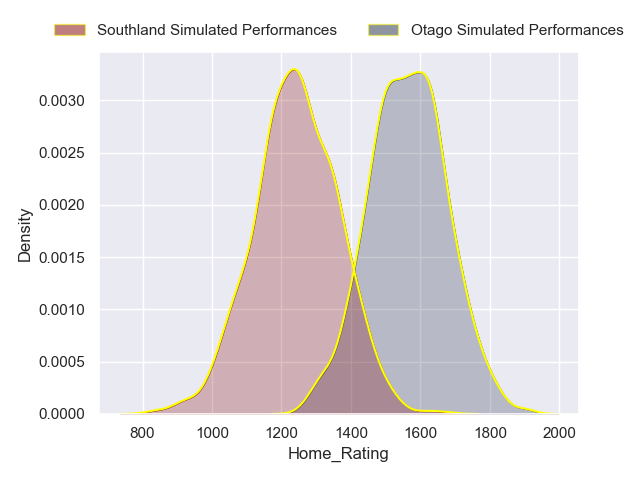 Southland Simulated Performances
Otago Simulated Performances
0.0030
0.0025
0.0020
0.0015
0.0010
0.0005
0.0000
Density
800 1000 1200 1400 1600 1800 2000
Home_Rating